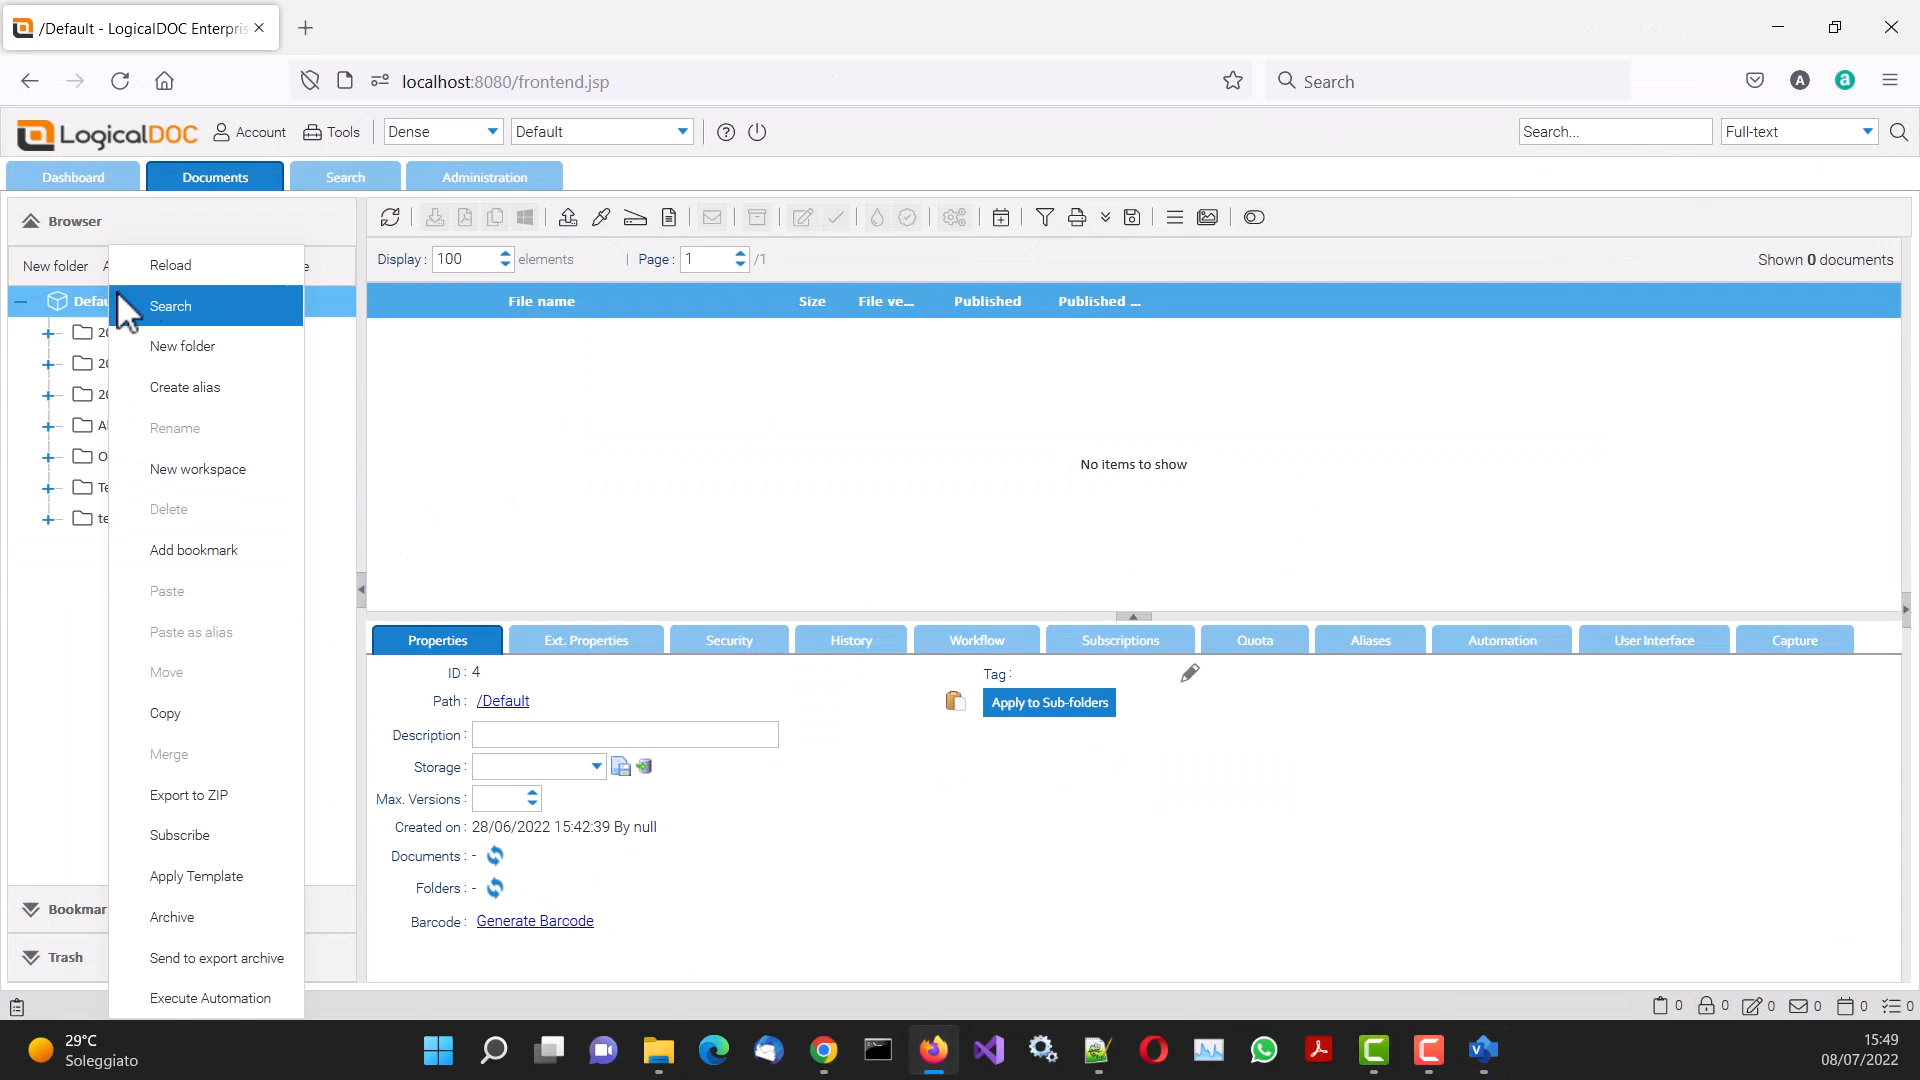 /Default - LogicalDOC Enterpris
localhost:8080/frontend.jsp
Search
LogicalDOC Account Tools Dense Default Search... Full-text
Dashboard Documents Search Administration
Browser
New folder
Display : 100 elements Page : 1 /1 Shown 0 documents
File name Size File ve... Published Published ...
No items to show
Reload
Search
New folder
Create alias
Rename
New workspace
Delete
Add bookmark
Paste
Paste as alias
Move
Copy
Merge
Export to ZIP
Subscribe
Apply Template
Archive
Send to export archive
Execute Automation
Trash
Properties Ext. Properties Security History Workflow Subscriptions Quota Aliases Automation User Interface Capture
ID : 4
Tag :
Path : /Default
Apply to Sub-folders
Description :
Storage :
Max. Versions :
Created on : 28/06/2022 15:42:39 By null
Documents : -
Folders : -
Barcode : Generate Barcode
0 0 0 0 0 0
29°C
Soleggiato
15:49
08/07/2022